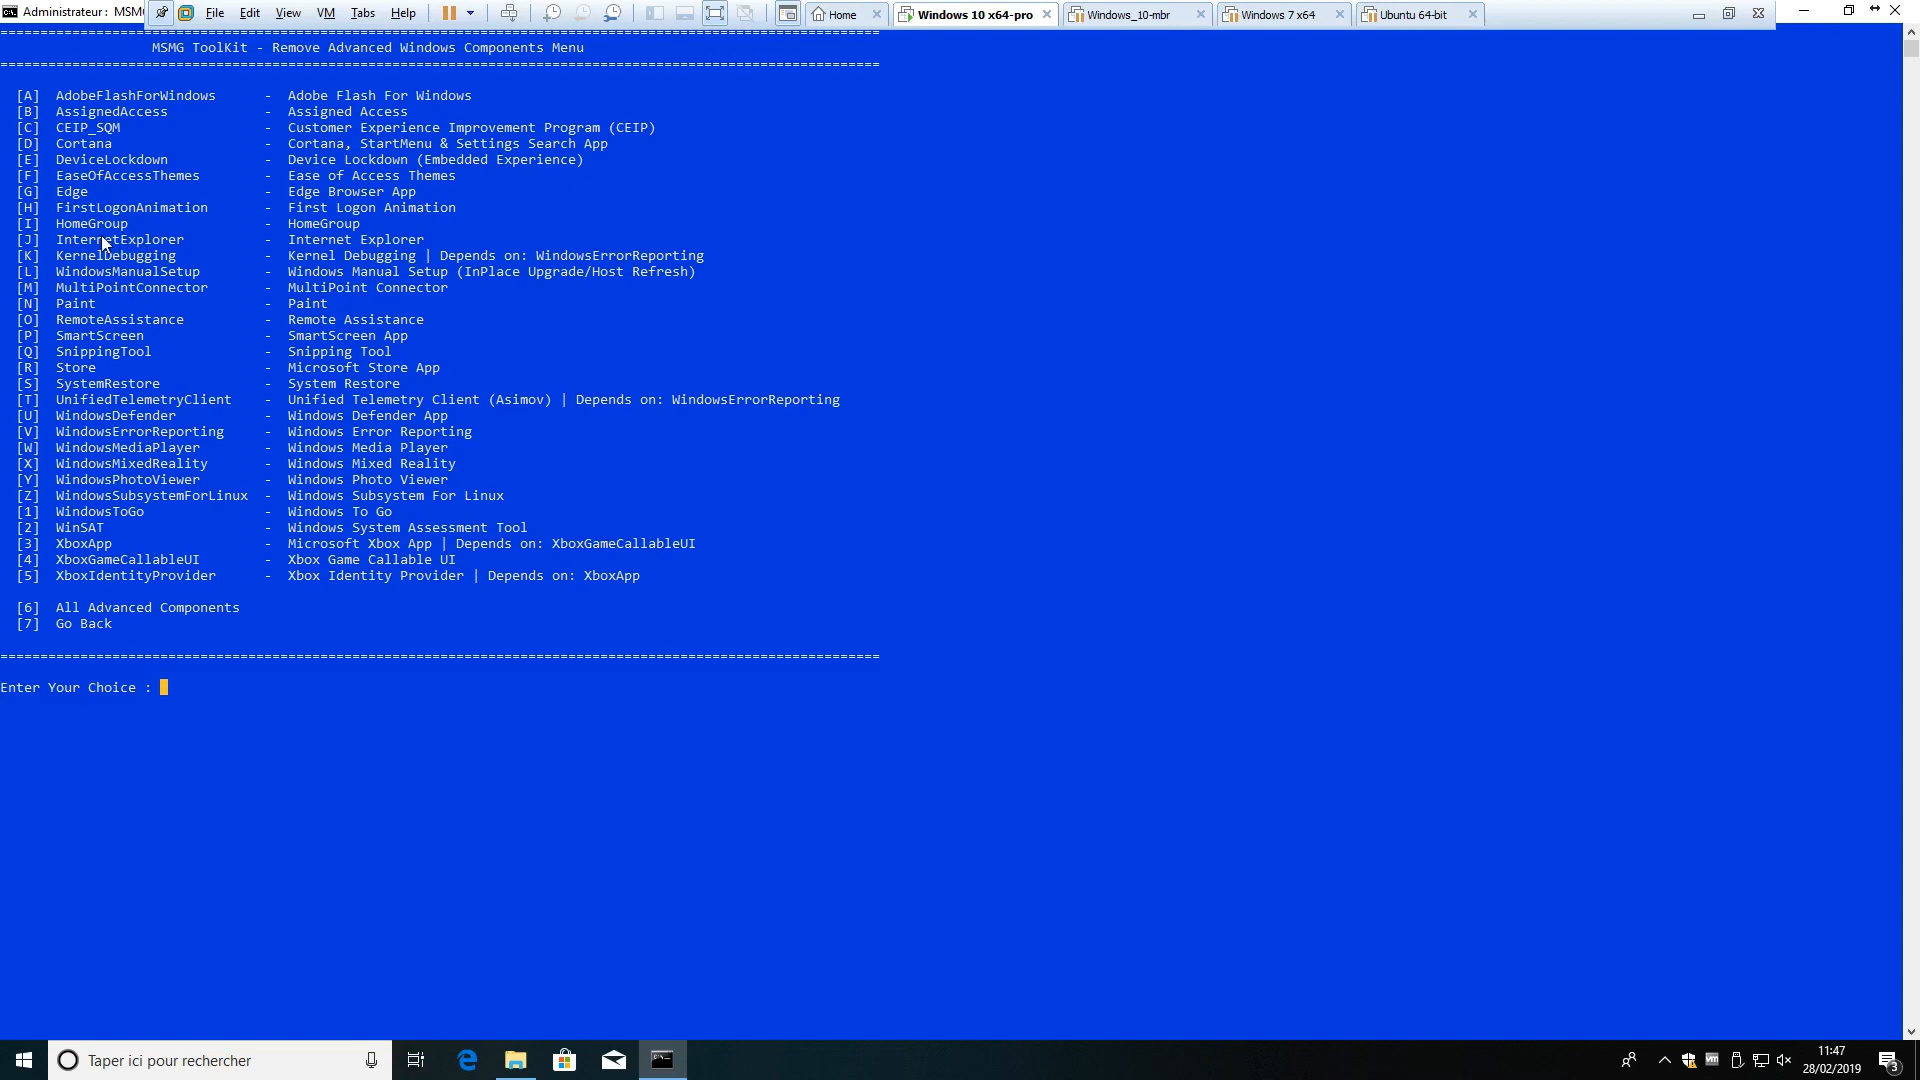 Administrateur: MSMG
File Edit View VM Tabs Help
Home
Windows 10 x64-pro
Windows_10-mbr
Windows 7 x64
Ubuntu 64-bit
==============================================================================================================
MSMG ToolKit - Remove Advanced Windows Components Menu
==============================================================================================================
[A] AdobeFlashForWindows - Adobe Flash For Windows
[B] AssignedAccess - Assigned Access
[C] CEIP_SQM - Customer Experience Improvement Program (CEIP)
[D] Cortana - Cortana, StartMenu & Settings Search App
[E] DeviceLockdown - Device Lockdown (Embedded Experience)
[F] EaseOfAccessThemes - Ease of Access Themes
[G] Edge - Edge Browser App
[H] FirstLogonAnimation - First Logon Animation
[I] HomeGroup - HomeGroup
[J] InternetExplorer - Internet Explorer
[K] KernelDebugging - Kernel Debugging | Depends on: WindowsErrorReporting
[L] WindowsManualSetup - Windows Manual Setup (InPlace Upgrade/Host Refresh)
[M] MultiPointConnector - MultiPoint Connector
[N] Paint - Paint
[O] RemoteAssistance - Remote Assistance
[P] SmartScreen - SmartScreen App
[Q] SnippingTool - Snipping Tool
[R] Store - Microsoft Store App
[S] SystemRestore - System Restore
[T] UnifiedTelemetryClient - Unified Telemetry Client (Asimov) | Depends on: WindowsErrorReporting
[U] WindowsDefender - Windows Defender App
[V] WindowsErrorReporting - Windows Error Reporting
[W] WindowsMediaPlayer - Windows Media Player
[X] WindowsMixedReality - Windows Mixed Reality
[Y] WindowsPhotoViewer - Windows Photo Viewer
[Z] WindowsSubsystemForLinux - Windows Subsystem For Linux
[1] WindowsToGo - Windows To Go
[2] WinSAT - Windows System Assessment Tool
[3] XboxApp - Microsoft Xbox App | Depends on: XboxGameCallableUI
[4] XboxGameCallableUI - Xbox Game Callable UI
[5] XboxIdentityProvider - Xbox Identity Provider | Depends on: XboxApp
[6] All Advanced Components
[7] Go Back
==============================================================================================================
Enter Your Choice :
Taper ici pour rechercher
11:47
28/02/2019
3